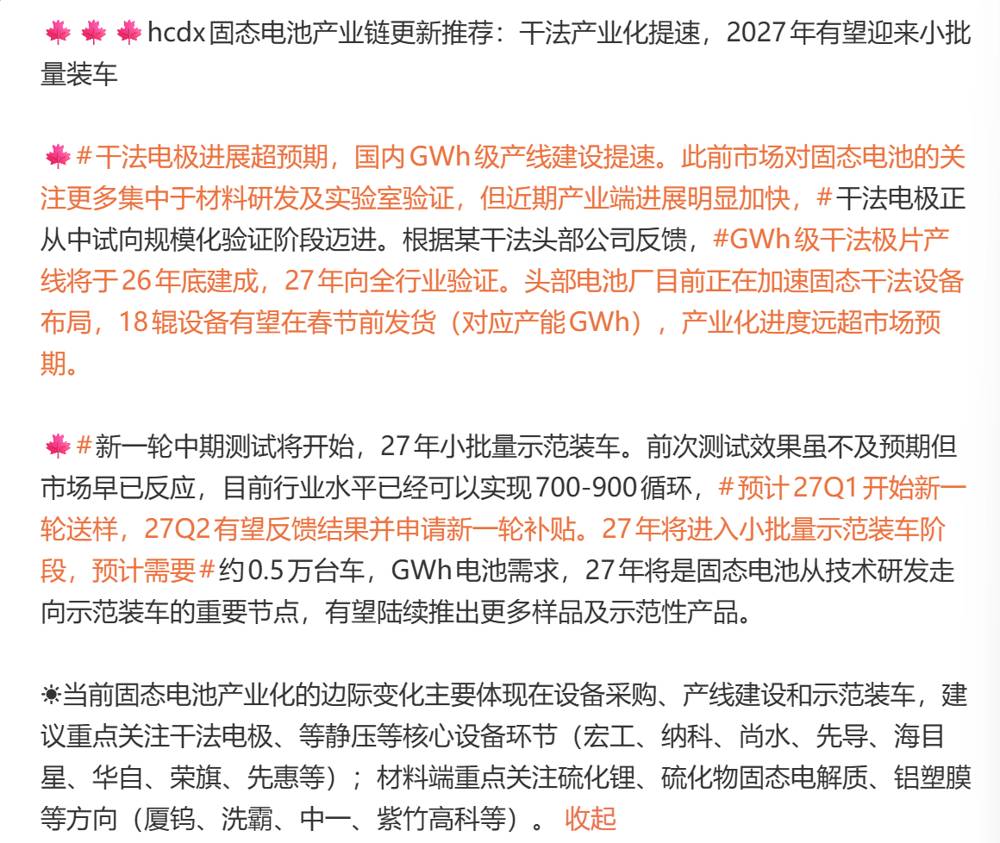 🍁🍁🍁hcdx固态电池产业链更新推荐：干法产业化提速，2027年有望迎来小批
量装车
🍁#干法电极进展超预期，国内GWh级产线建设提速。此前市场对固态电池的关
注更多集中于材料研发及实验室验证，但近期产业端进展明显加快，#干法电极正
从中试向规模化验证阶段迈进。根据某干法头部公司反馈，#GWh级干法极片产
线将于26年底建成，27年向全行业验证。头部电池厂目前正在加速固态干法设备
布局，18辊设备有望在春节前发货（对应产能GWh），产业化进度远超市场预
期。
🍁#新一轮中期测试将开始，27年小批量示范装车。前次测试效果虽不及预期但
市场早已反应，目前行业水平已经可以实现700-900循环，#预计27Q1开始新一
轮送样，27Q2有望反馈结果并申请新一轮补贴。27年将进入小批量示范装车阶
段，预计需要#约0.5万台车，GWh电池需求，27年将是固态电池从技术研发走
向示范装车的重要节点，有望陆续推出更多样品及示范性产品。
☀当前固态电池产业化的边际变化主要体现在设备采购、产线建设和示范装车，建
议重点关注干法电极、等静压等核心设备环节（宏工、纳科、尚水、先导、海目
星、华自、荣旗、先惠等）；材料端重点关注硫化锂、硫化物固态电解质、铝塑膜
等方向（厦钨、洗霸、中一、紫竹高科等）。 收起